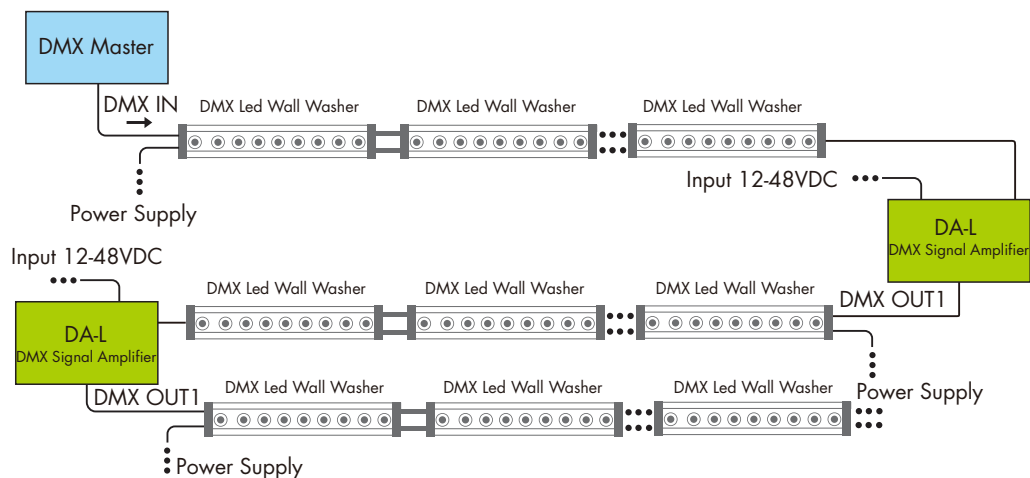 DMX Master
DMX IN
DMX Led Wall Washer
DMX Led Wall Washer
DMX Led Wall Washer
Power Supply
Input 12-48VDC
DA-L
DMX Signal Amplifier
Input 12-48VDC
DA-L
DMX Signal Amplifier
DMX Led Wall Washer
DMX Led Wall Washer
DMX Led Wall Washer
DMX OUT1
Power Supply
DMX OUT1
DMX Led Wall Washer
DMX Led Wall Washer
DMX Led Wall Washer
Power Supply